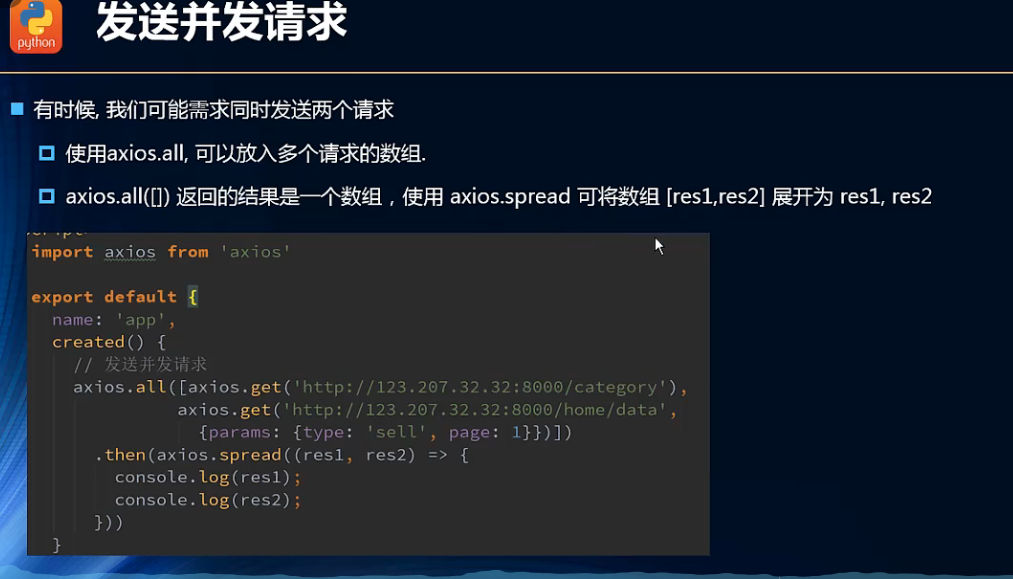 python
发送并发请求
有时候, 我们可能需求同时发送两个请求
使用axios.all, 可以放入多个请求的数组.
axios.all([]) 返回的结果是一个数组，使用 axios.spread 可将数组 [res1,res2] 展开为 res1, res2
import axios from 'axios'
export default {
name: 'app',
created() {
// 发送并发请求
axios.all([axios.get('http://123.207.32.32:8000/category'),
axios.get('http://123.207.32.32:8000/home/data',
{params: {type: 'sell', page: 1}})])
.then(axios.spread((res1, res2) => {
console.log(res1);
console.log(res2);
}))
}